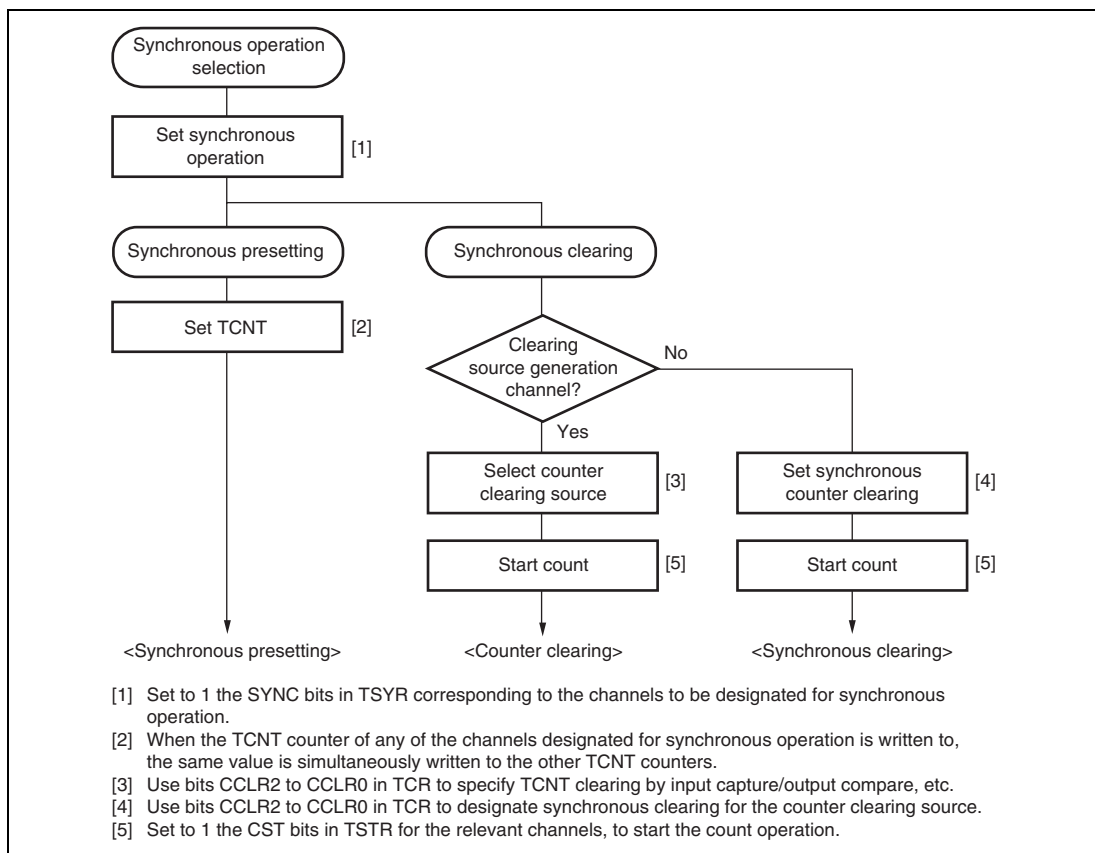 Synchronous operation
selection
Set synchronous
operation
[1]
Synchronous presetting
Synchronous clearing
Set TCNT
[2]
Clearing
source generation
channel?
No
Yes
Select counter
clearing source
[3]
Set synchronous
counter clearing
[4]
Start count
[5]
Start count
[5]
<Synchronous presetting>
<Counter clearing>
<Synchronous clearing>
[1] Set to 1 the SYNC bits in TSYR corresponding to the channels to be designated for synchronous
operation.
[2] When the TCNT counter of any of the channels designated for synchronous operation is written to,
the same value is simultaneously written to the other TCNT counters.
[3] Use bits CCLR2 to CCLR0 in TCR to specify TCNT clearing by input capture/output compare, etc.
[4] Use bits CCLR2 to CCLR0 in TCR to designate synchronous clearing for the counter clearing source.
[5] Set to 1 the CST bits in TSTR for the relevant channels, to start the count operation.